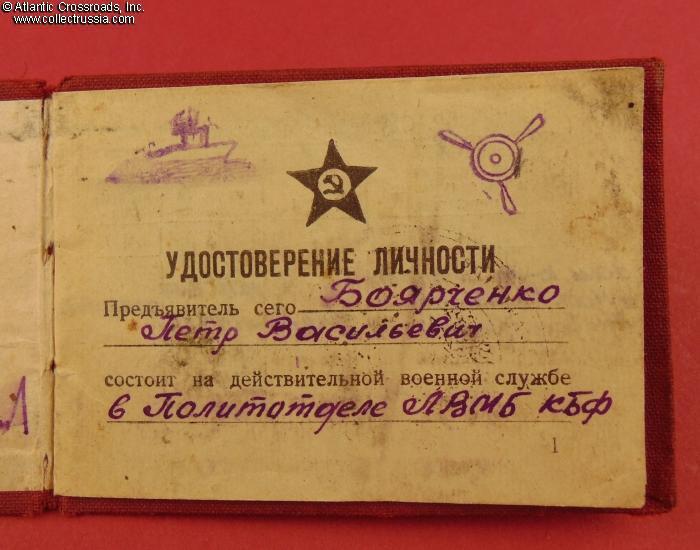 © Atlantic Crossroads, Inc.
www.collectrussia.com
УДОСТОВЕРЕНИЕ ЛИЧНОСТИ
Предъявитель сего Боярченко
Петр Васильевич
состоит на действительной военной службе
в Политотделе ЛВМБ КБФ
1